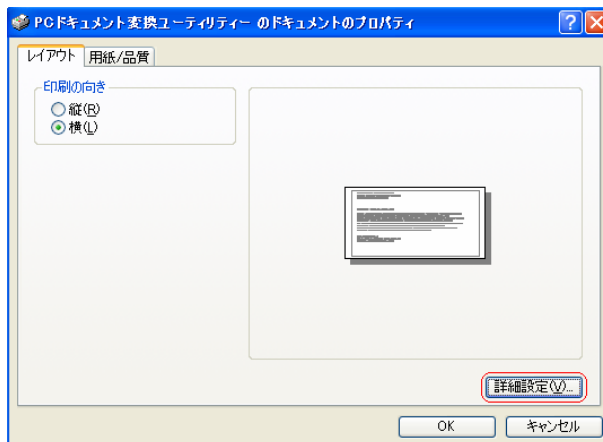 PCドキュメント変換ユーティリティー のドキュメントのプロパティ
レイアウト 用紙/品質
印刷の向き
縦(R)
横(L)
詳細設定(V)...
OK キャンセル